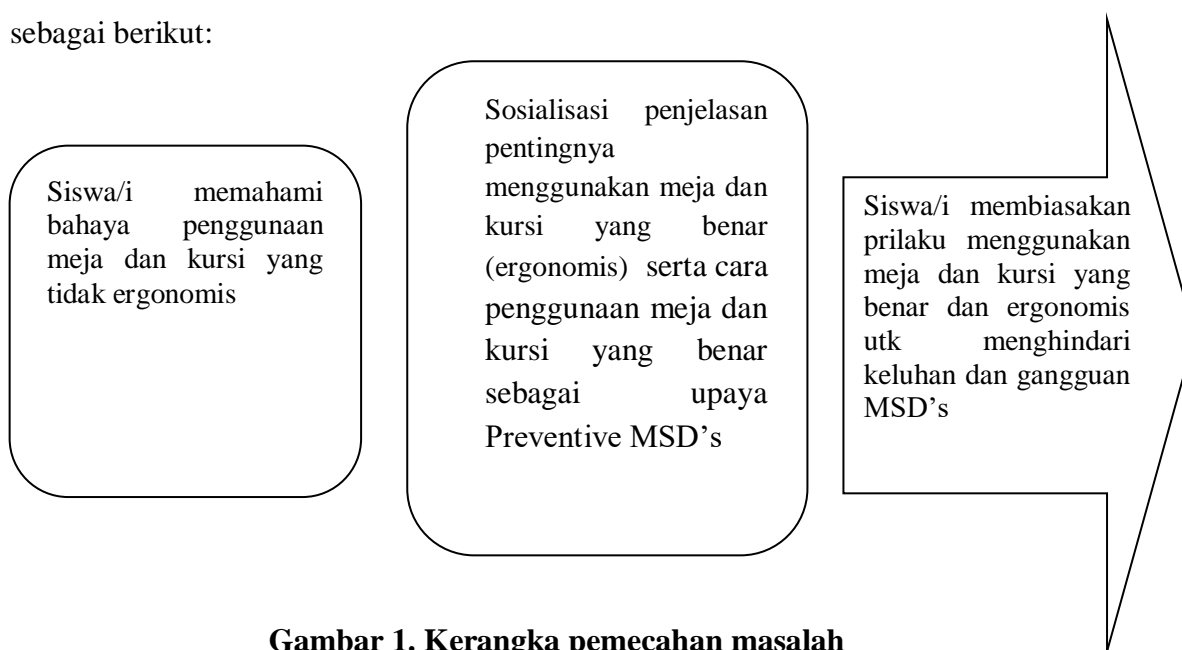 sebagai berikut:
Siswa/i memahami
bahaya penggunaan
meja dan kursi yang
tidak ergonomis
Sosialisasi penjelasan
pentingnya
menggunakan meja dan
kursi yang benar
(ergonomis) serta cara
penggunaan meja dan
kursi yang benar
sebagai upaya
Preventive MSD’s
Siswa/i membiasakan
prilaku menggunakan
meja dan kursi yang
benar dan ergonomis
utk menghindari
keluhan dan gangguan
MSD’s
Gambar 1. Kerangka pemecahan masalah